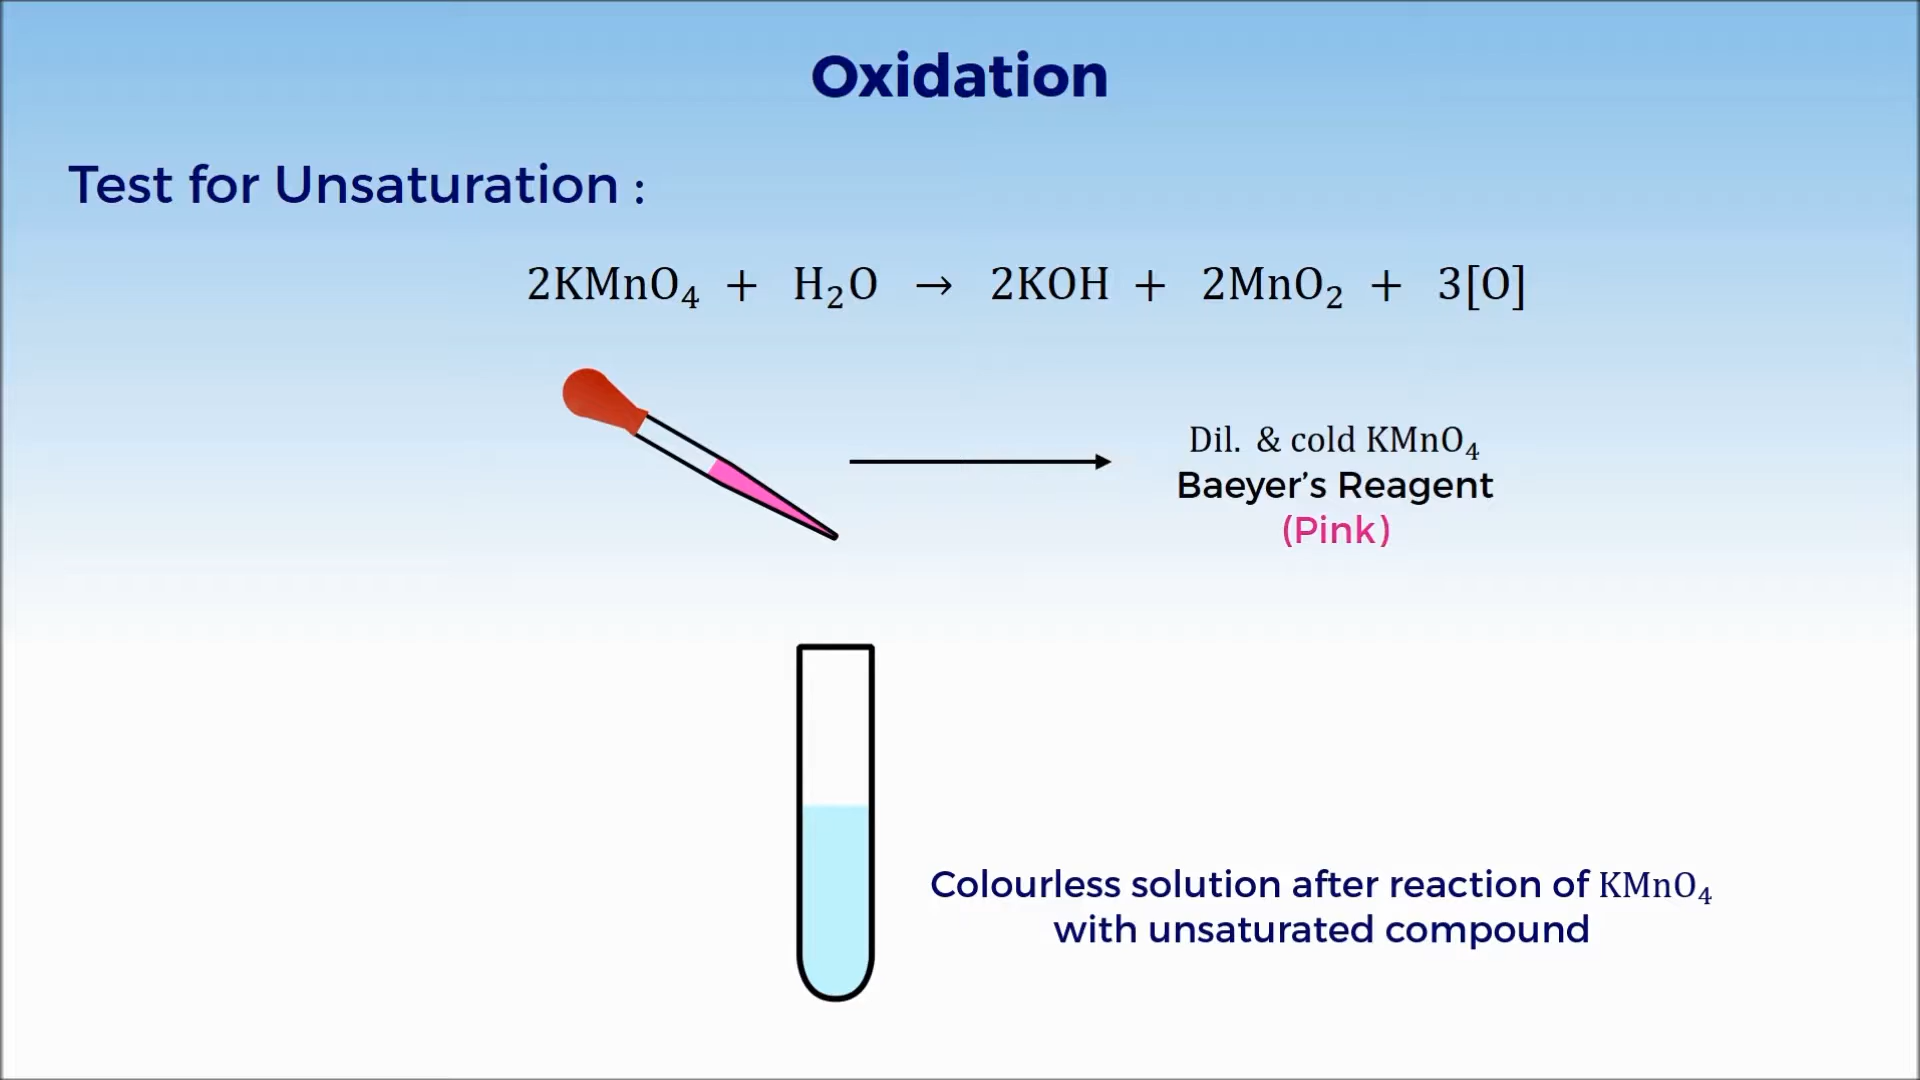 Oxidation
Test for Unsaturation :
2KMnO₄ + H₂O → 2KOH + 2MnO₂ + 3[O]
Dil. & cold KMnO₄
Baeyer’s Reagent
(Pink)
Colourless solution after reaction of KMnO₄
with unsaturated compound